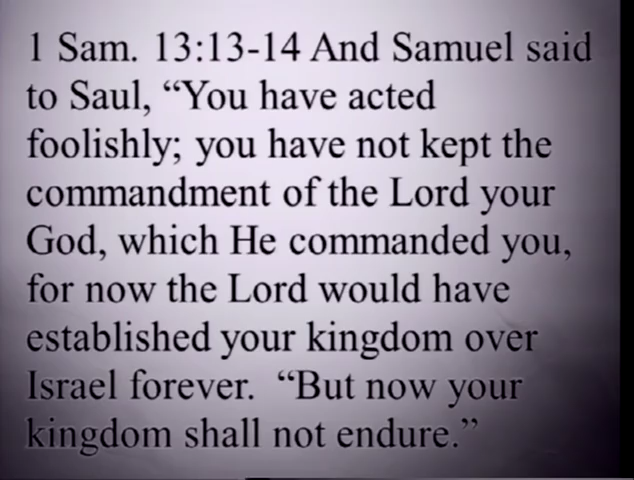 1 Sam. 13:13-14 And Samuel said
to Saul, “You have acted
foolishly; you have not kept the
commandment of the Lord your
God, which He commanded you,
for now the Lord would have
established your kingdom over
Israel forever.  “But now your
kingdom shall not endure.”